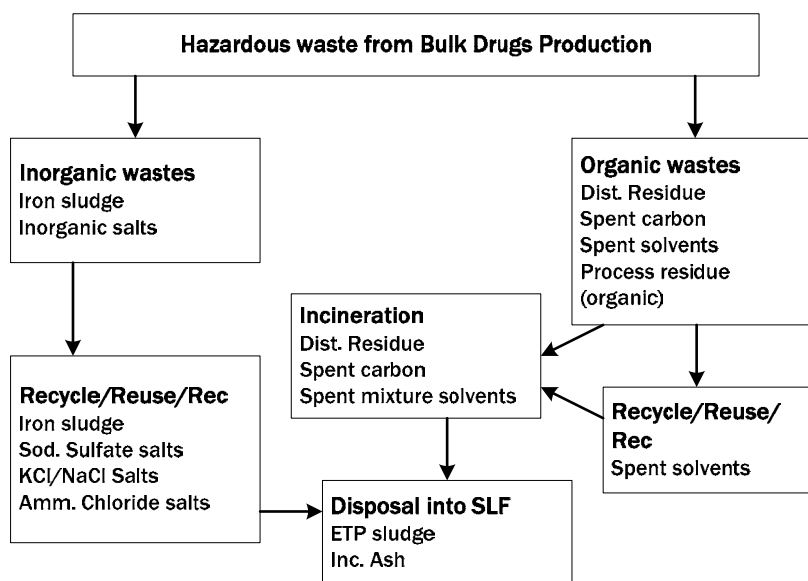 Hazardous waste from Bulk Drugs Production
Inorganic wastes
Iron sludge
Inorganic salts
Organic wastes
Dist. Residue
Spent carbon
Spent solvents
Process residue
(organic)
Incineration
Dist. Residue
Spent carbon
Spent mixture solvents
Recycle/Reuse/Rec
Iron sludge
Sod. Sulfate salts
KCl/NaCl Salts
Amm. Chloride salts
Recycle/Reuse/
Rec
Spent solvents
Disposal into SLF
ETP sludge
Inc. Ash